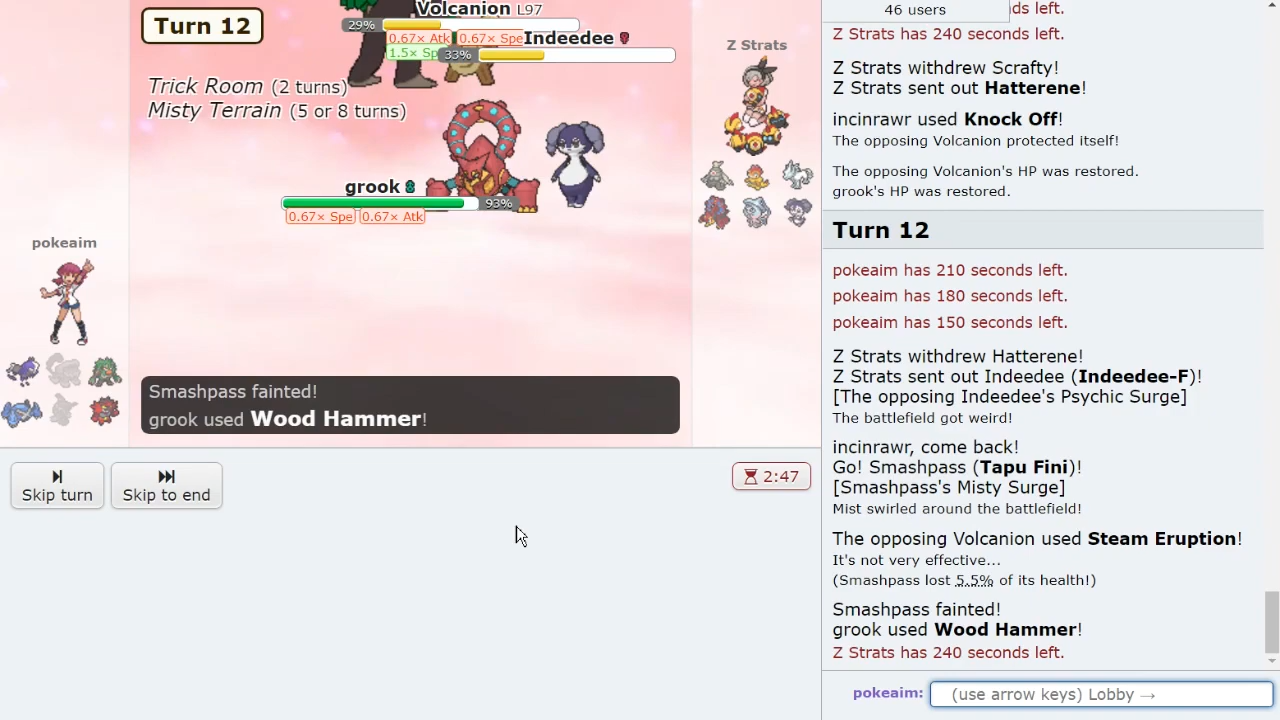 Turn 12
Volcanion L97
29%
0.67× Atk 0.67× Spe
1.5× Sp
Indeedee
33%
Trick Room (2 turns)
Misty Terrain (5 or 8 turns)
grook
93%
0.67× Spe 0.67× Atk
Z Strats
pokeaim
Smashpass fainted!
grook used Wood Hammer!
Skip turn
Skip to end
2:47
46 users
ds left.
Z Strats has 240 seconds left.
Z Strats withdrew Scrafty!
Z Strats sent out Hatterene!
incinrawr used Knock Off!
The opposing Volcanion protected itself!
The opposing Volcanion's HP was restored.
grook's HP was restored.
Turn 12
pokeaim has 210 seconds left.
pokeaim has 180 seconds left.
pokeaim has 150 seconds left.
Z Strats withdrew Hatterene!
Z Strats sent out Indeedee (Indeedee-F)!
[The opposing Indeedee's Psychic Surge]
The battlefield got weird!
incinrawr, come back!
Go! Smashpass (Tapu Fini)!
[Smashpass's Misty Surge]
Mist swirled around the battlefield!
The opposing Volcanion used Steam Eruption!
It's not very effective...
(Smashpass lost 5.5% of its health!)
Smashpass fainted!
grook used Wood Hammer!
Z Strats has 240 seconds left.
pokeaim: (use arrow keys) Lobby →